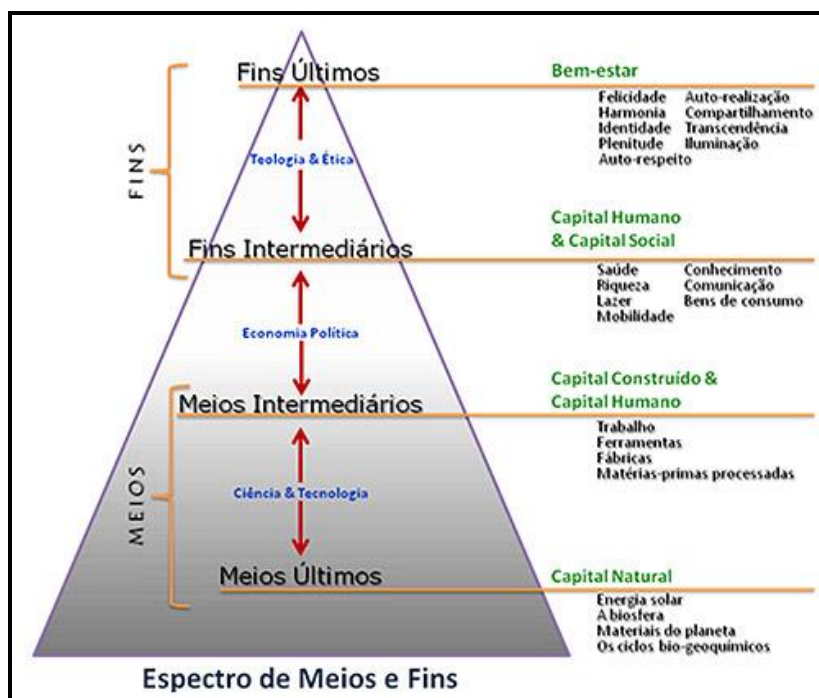 Fins Últimos
Bem-estar
Felicidade Auto-realização
Harmonia Compartilhamento
Identidade Transcendência
Plenitude Iluminação
Auto-respeito
Teologia & Ética
FINS
Fins Intermediários
Capital Humano
& Capital Social
Saúde Conhecimento
Riqueza Comunicação
Lazer Bens de consumo
Mobilidade
Economia Política
Meios Intermediários
Capital Construído &
Capital Humano
Trabalho
Ferramentas
Fábricas
Matérias-primas processadas
Ciência & Tecnologia
MEIOS
Meios Últimos
Capital Natural
Energia solar
A biosfera
Materiais do planeta
Os ciclos bio-geoquímicos
Espectro de Meios e Fins